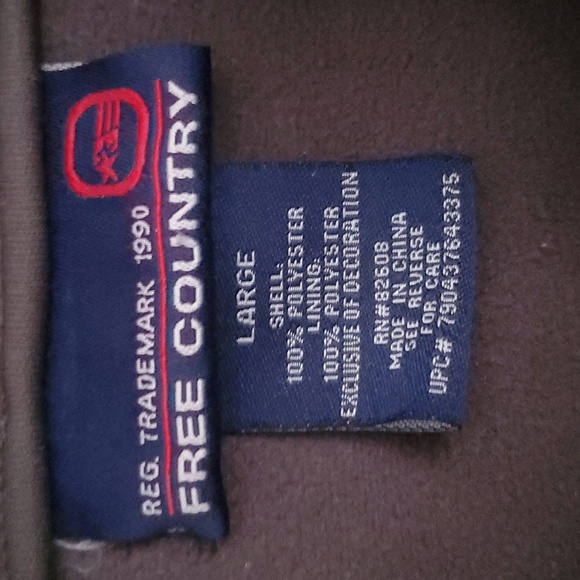 REG. TRADEMARK 1990
FREE COUNTRY
LARGE
SHELL:
100% POLYESTER
LINING:
100% POLYESTER
EXCLUSIVE OF DECORATION
RN#82608
MADE IN CHINA
SEE REVERSE
FOR CARE
UPC# 790437643375